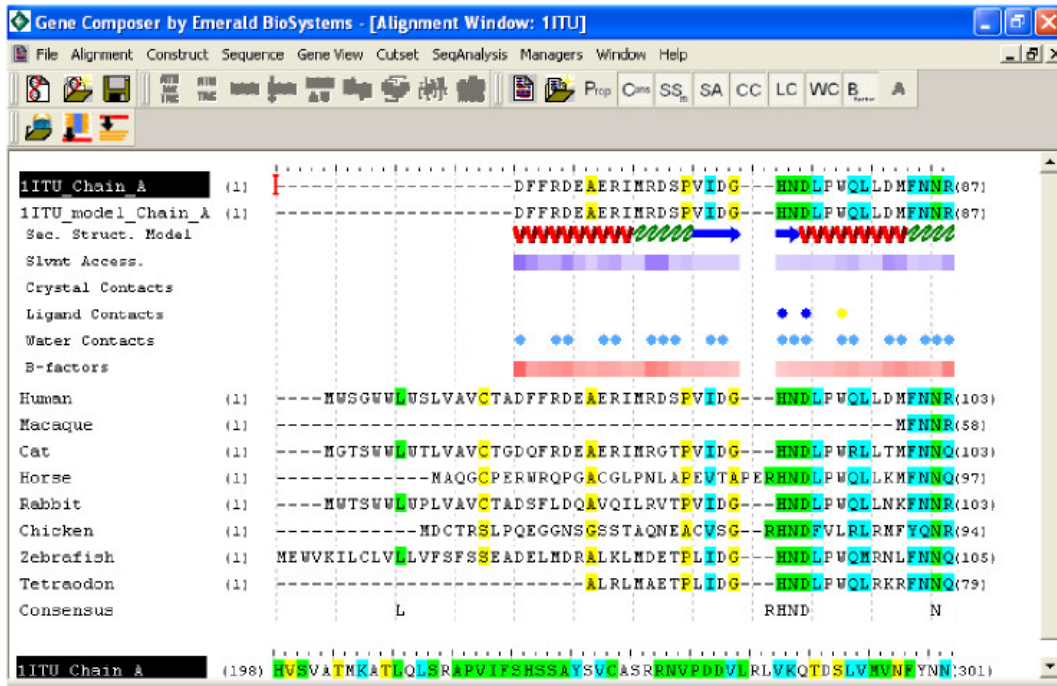 Gene Composer by Emerald BioSystems - [Alignment Window: 1ITU]
File Alignment Construct Sequence Gene View Cutset SeqAnalysis Managers Window Help
Prop Cons SSm SA CC LC WC B factor A
1ITU_Chain_A (1) --------------------DFFRDEAERIMRDSPVIDG---HNDLPWQLLDMFNNR(87)
1ITU_model_Chain_A (1) --------------------DFFRDEAERIMRDSPVIDG---HNDLPWQLLDMFNNR(87)
Sec. Struct. Model
Slvnt Access.
Crystal Contacts
Ligand Contacts
Water Contacts
B-factors
Human (1) ----MWSGWWLWSLVAVCTADFFRDEAERIMRDSPVIDG---HNDLPWQLLDMFNNR(103)
Macaque (1) ----------------------------------------------------MFNNR(58)
Cat (1) ----MGTSWWLWTLVAVCTGDQFRDEAERIMRGTPVIDG---HNDLPWRLLTMFNNQ(103)
Horse (1) -------------MAQGCPERWRQPGACGLPNLAPEVTAPERHNDLPWQLLKMFNNQ(97)
Rabbit (1) ----MWTSWWLWPLVAVCTADSFLDQAVQILRVTPVIDG---HNDLPWQLLNKFNNR(103)
Chicken (1) ------------MDCTRSLPQEGGNSGSSTAQNEACVSG--RHNDFVLRLRMFYQNR(94)
Zebrafish (1) MEWVKILCLVLLVFSFSSEADELMDRALKLMDETPLIDG---HNDLPWQMRNLFNNQ(105)
Tetraodon (1) --------------------------ALRLMAETPLIDG---HNDLPWQLRKRFNNQ(79)
Consensus L RHND N
1ITU Chain A (198) HVSVATMKATLQLSRAPVIFSHSSAYSVCASRRNVPDDVLRLVKQTDSLVMVNFYNN(301)